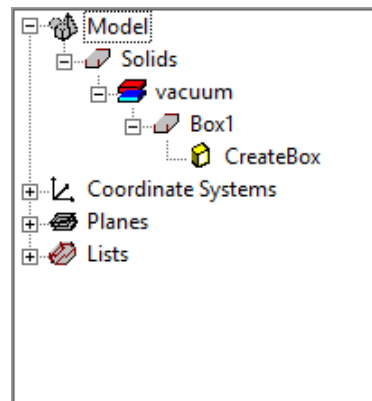 Model
Solids
vacuum
Box1
CreateBox
Coordinate Systems
Planes
Lists